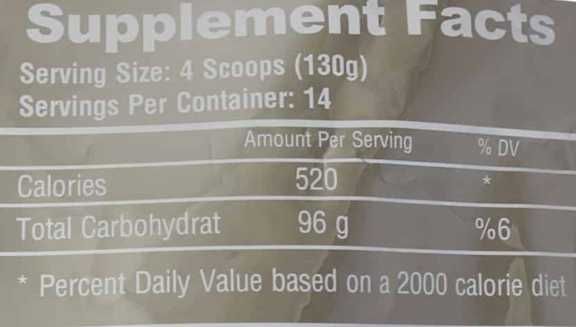 Supplement Facts
Serving Size: 4 Scoops (130g)
Servings Per Container: 14
Amount Per Serving % DV
Calories 520 *
Total Carbohydrat 96 g %6
* Percent Daily Value based on a 2000 calorie diet